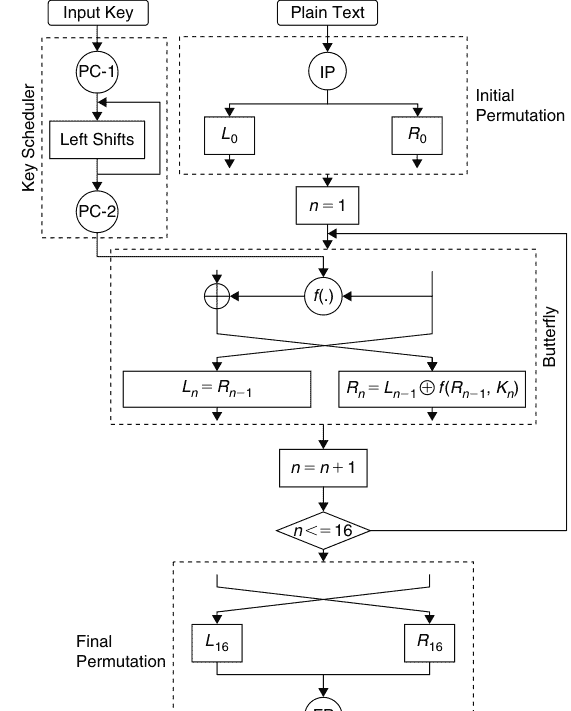 Input Key
Plain Text
PC-1
IP
Key Scheduler
Initial
Permutation
Left Shifts
L0
R0
PC-2
n = 1
f(.)
Butterfly
Ln = Rn−1
Rn = Ln−1 ⊕ f(Rn−1, Kn)
n = n + 1
n <= 16
L16
R16
Final
Permutation